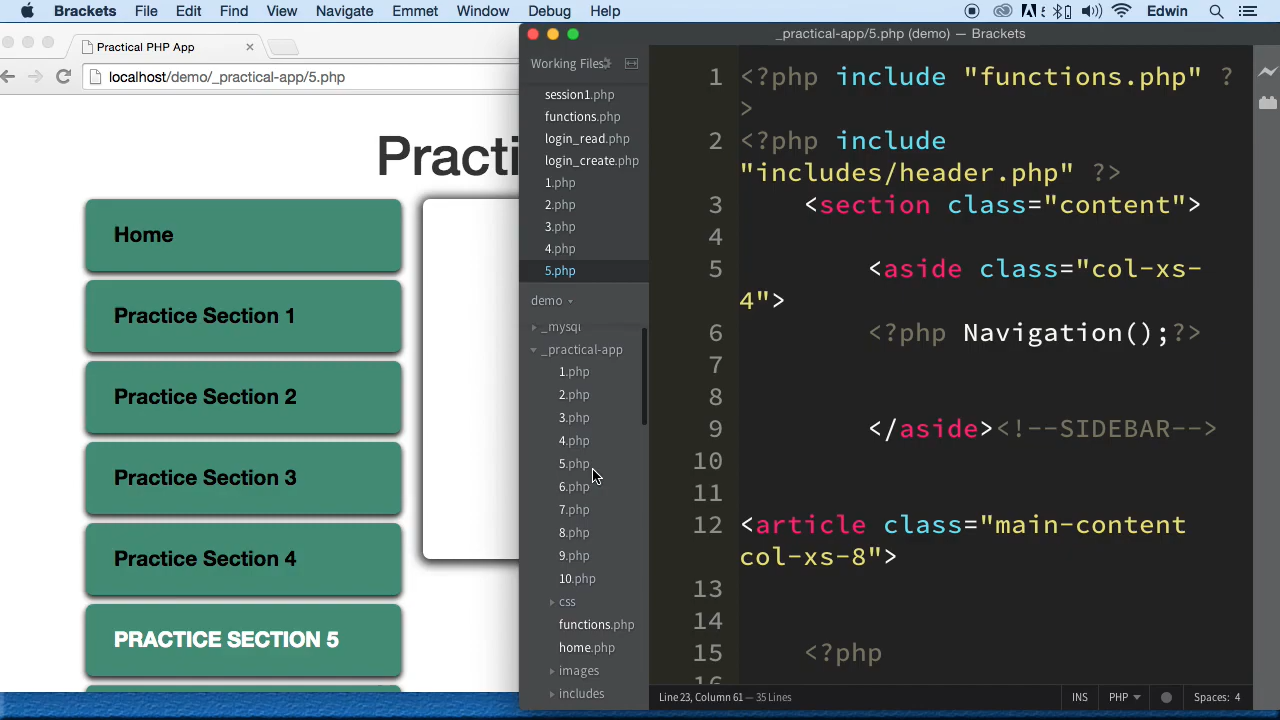 Brackets File Edit Find View Navigate Emmet Window Debug Help Edwin
Practical PHP App
localhost/demo/_practical-app/5.php
Practi
Home
Practice Section 1
Practice Section 2
Practice Section 3
Practice Section 4
PRACTICE SECTION 5
_practical-app/5.php (demo) — Brackets
Working Files
session1.php
functions.php
login_read.php
login_create.php
1.php
2.php
3.php
4.php
5.php
demo
_mysql
_practical-app
1.php
2.php
3.php
4.php
5.php
6.php
7.php
8.php
9.php
10.php
css
functions.php
home.php
images
includes
1 <?php include "functions.php" ?
>
2 <?php include
"includes/header.php" ?>
3 <section class="content">
4
5 <aside class="col-xs-
4">
6 <?php Navigation();?>
7
8
9 </aside><!--SIDEBAR-->
10
11
12 <article class="main-content
col-xs-8">
13
14
15 <?php
16
Line 23, Column 61 — 35 Lines
INS PHP Spaces: 4